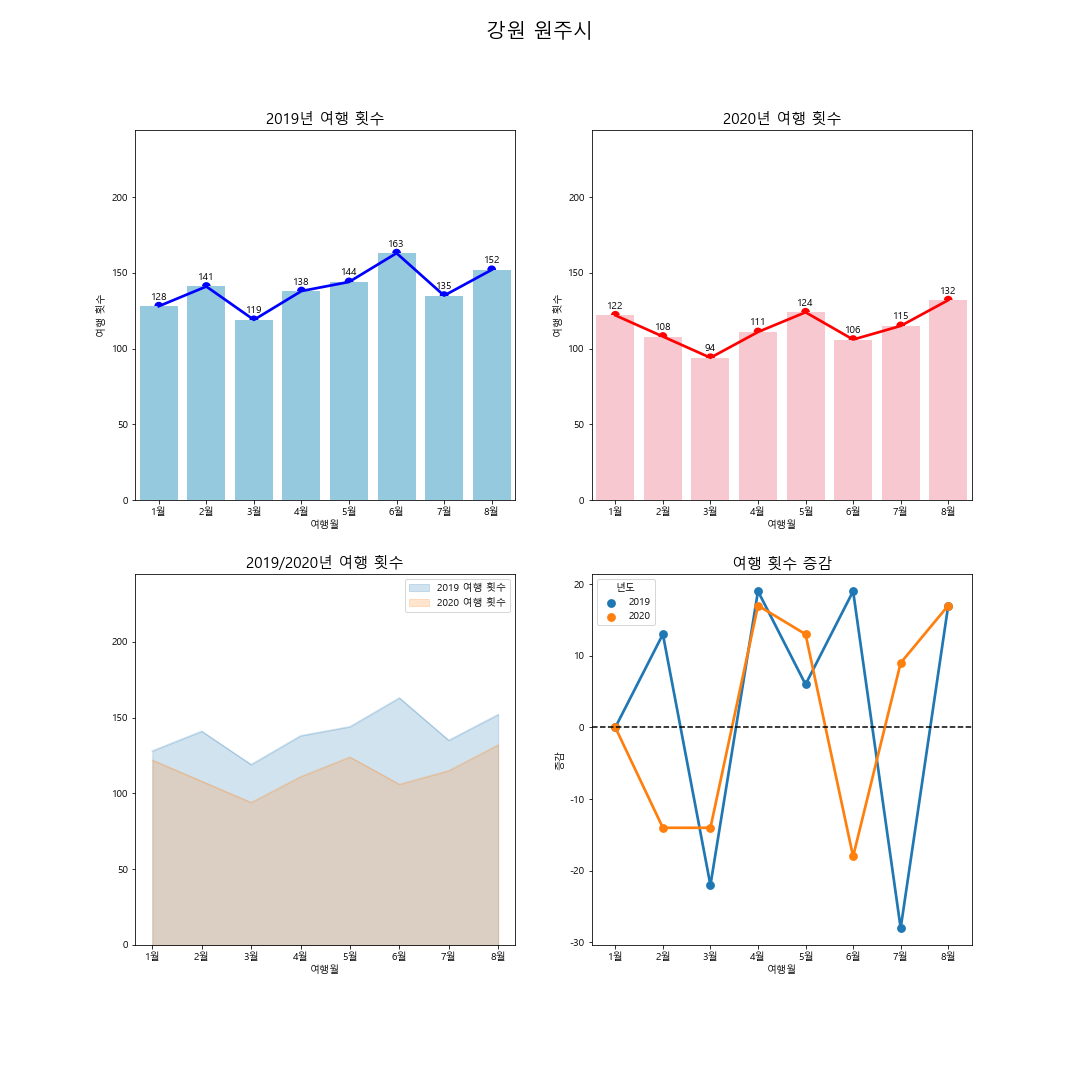 강원 원주시
2019년 여행 횟수
여행 횟수
200
150
100
50
0
128
141
119
138
144
163
135
152
1월 2월 3월 4월 5월 6월 7월 8월
여행월
2020년 여행 횟수
여행 횟수
200
150
100
50
0
122
108
94
111
124
106
115
132
1월 2월 3월 4월 5월 6월 7월 8월
여행월
2019/2020년 여행 횟수
2019 여행 횟수
2020 여행 횟수
200
150
100
50
0
1월 2월 3월 4월 5월 6월 7월 8월
여행월
여행 횟수 증감
년도
2019
2020
증감
20
10
0
-10
-20
-30
1월 2월 3월 4월 5월 6월 7월 8월
여행월